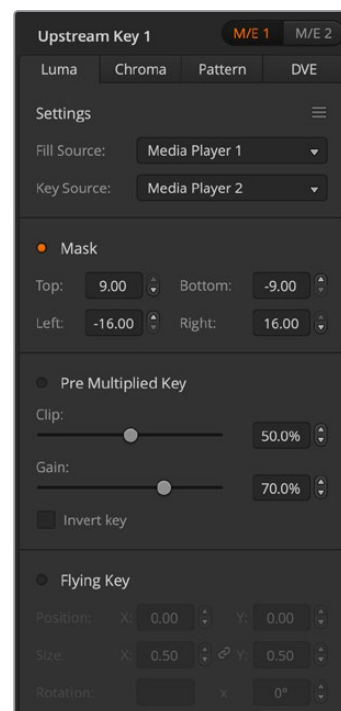 Upstream Key 1 M/E 1 M/E 2
Luma Chroma Pattern DVE
Settings
Fill Source: Media Player 1
Key Source: Media Player 2
Mask
Top: 9.00 Bottom: -9.00
Left: -16.00 Right: 16.00
Pre Multiplied Key
Clip:
50.0%
Gain:
70.0%
Invert key
Flying Key
Position: X: 0.00 Y: 0.00
Size: X: 0.50 Y: 0.50
Rotation: x 0°